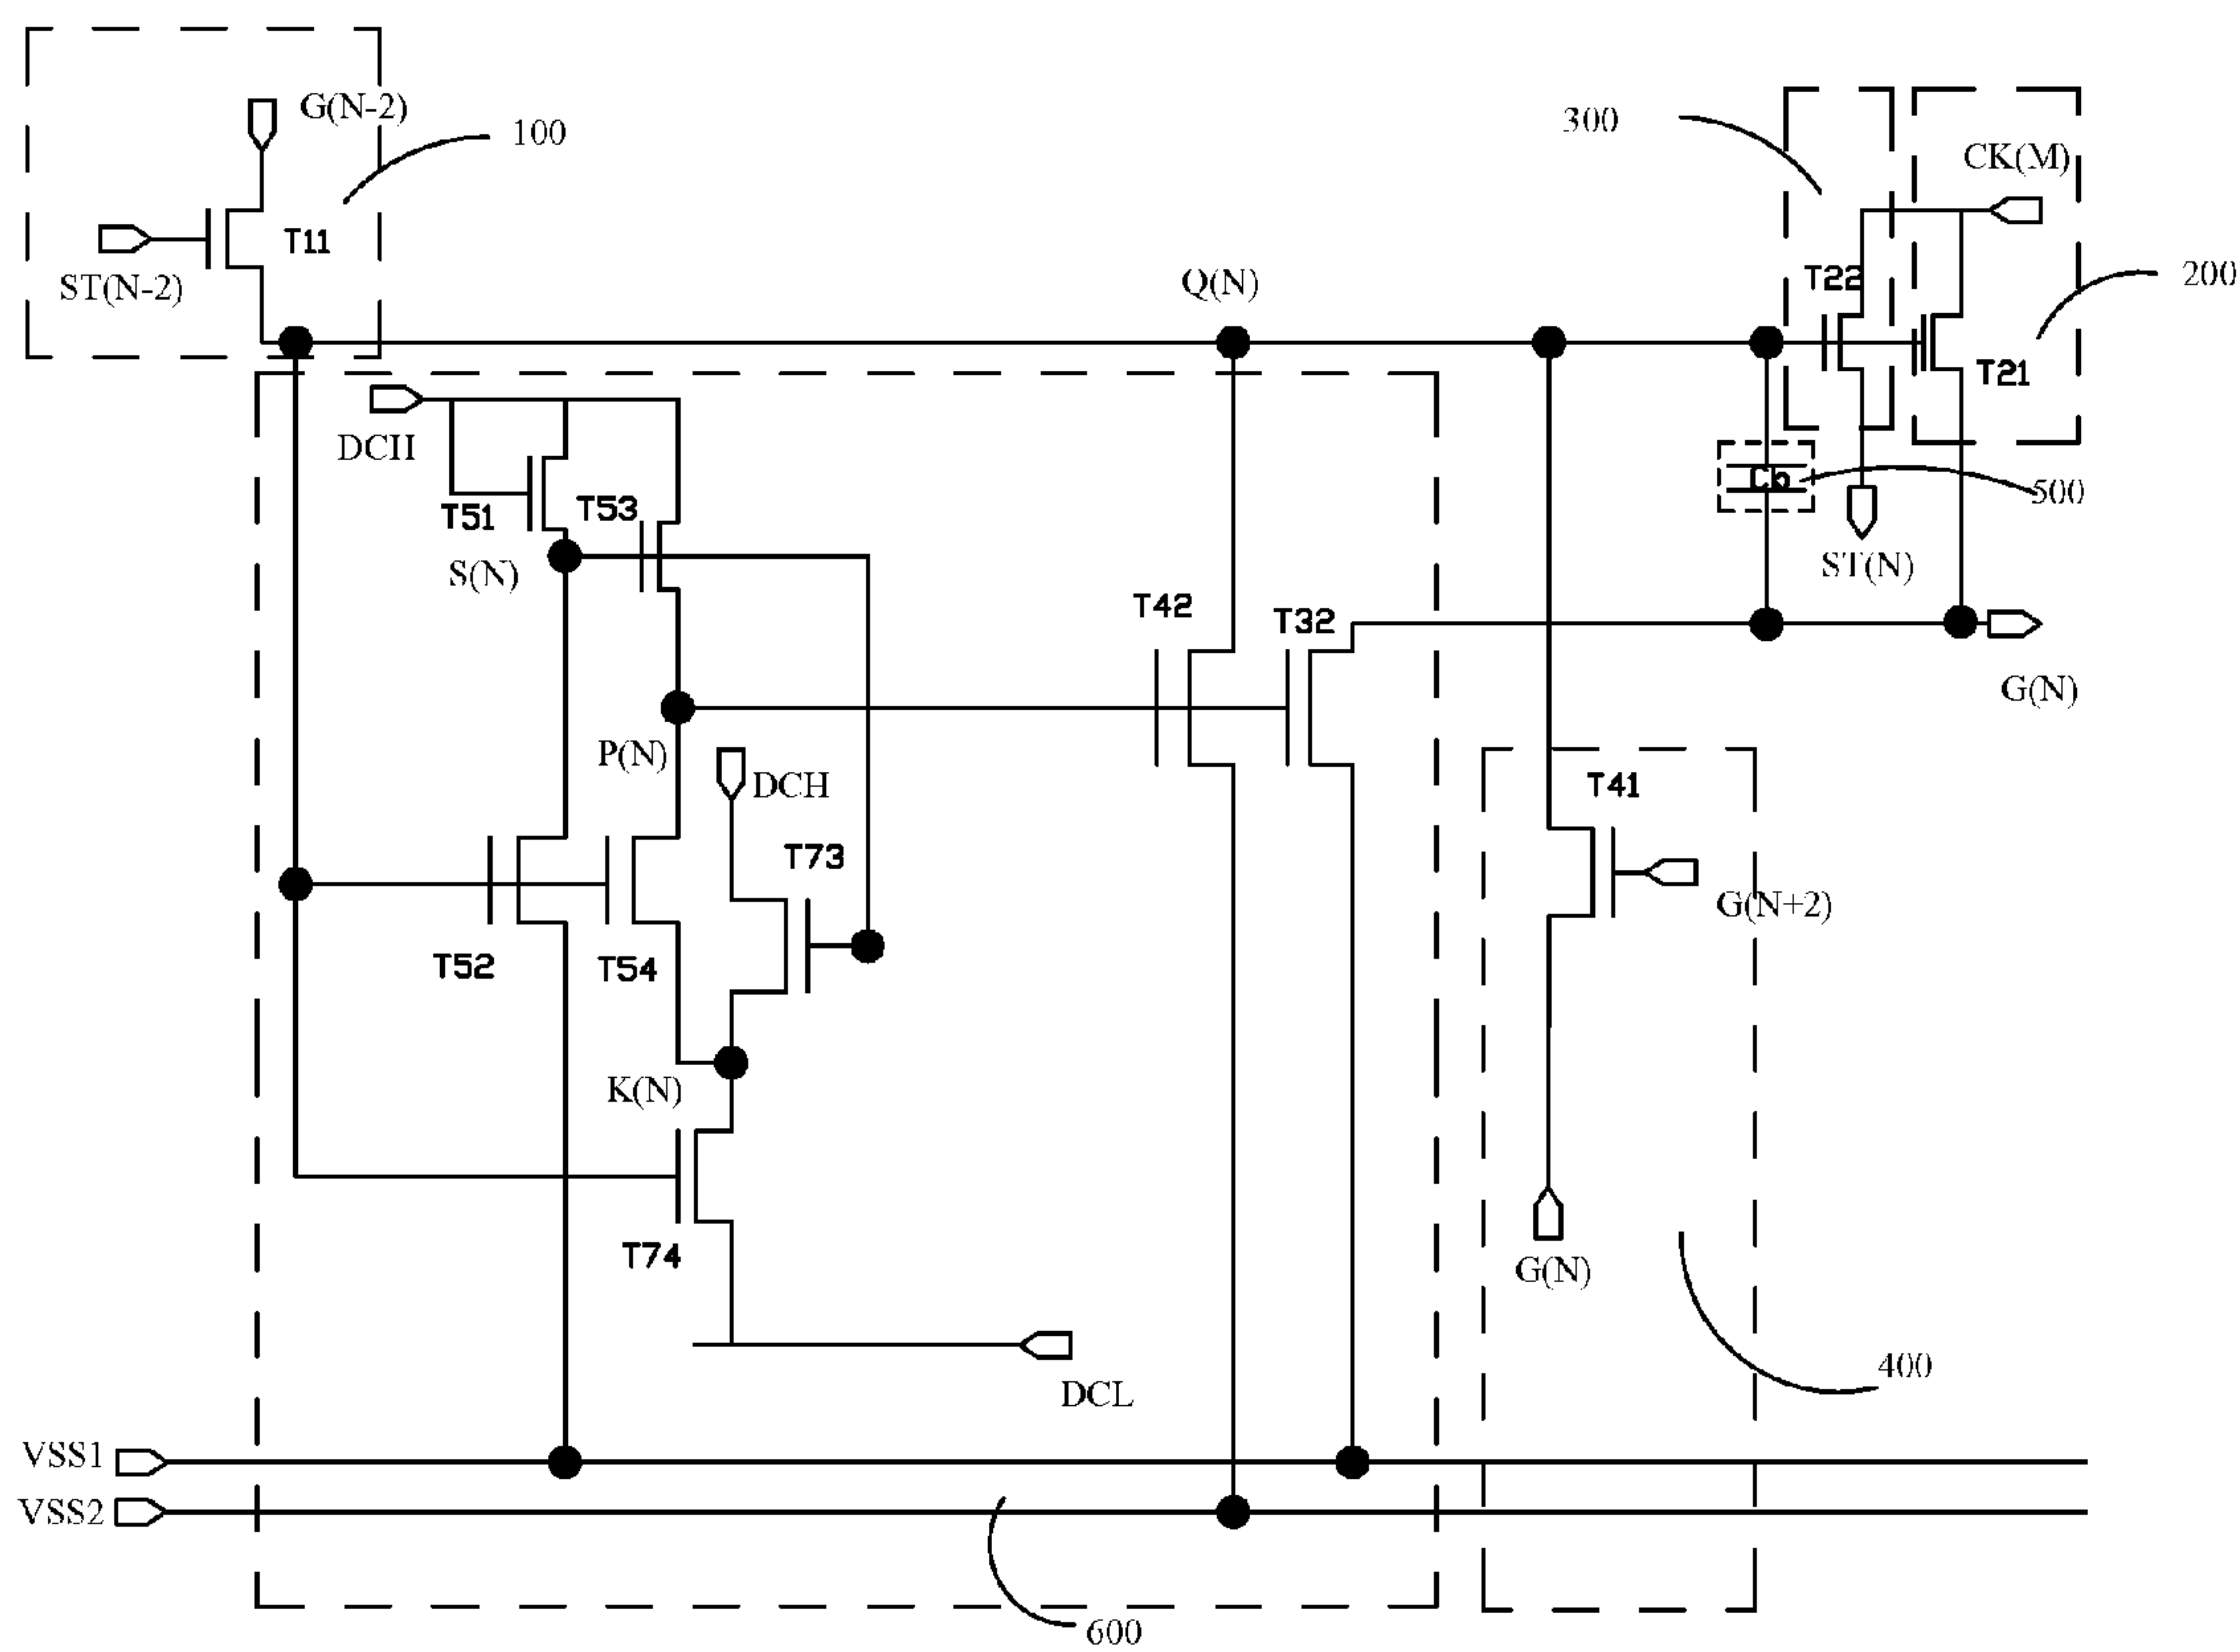 G(N-2)
100
300
CK(M)
T11
ST(N-2)
Q(N)
T22
200
T21
DCH
Cb
500
T51
T53
S(N)
ST(N)
T42
T32
G(N)
P(N)
DCH
T41
T73
G(N+2)
T52
T54
K(N)
T74
G(N)
400
DCL
VSS1
VSS2
600